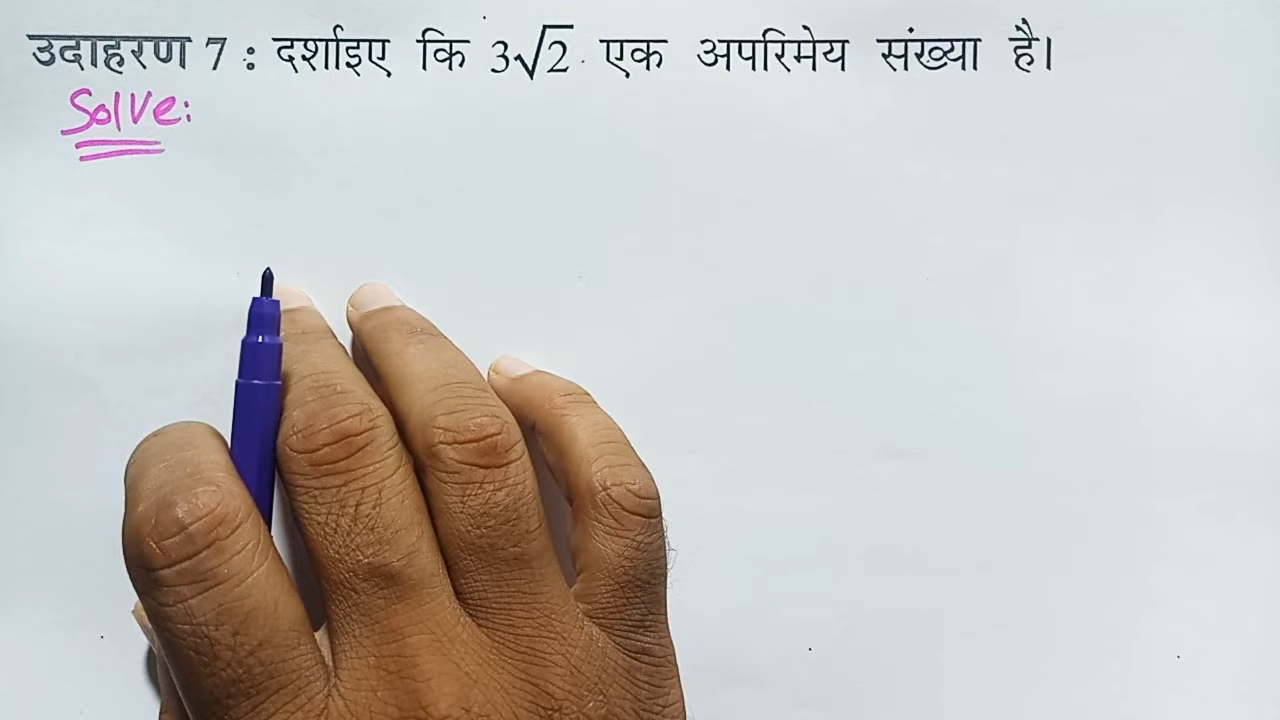 उदाहरण 7 : दर्शाइए कि 3√2 एक अपरिमेय संख्या है।
Solve: